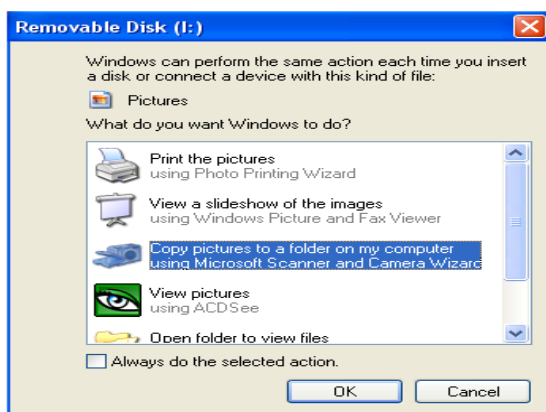 Removable Disk (I:)
Windows can perform the same action each time you insert
a disk or connect a device with this kind of file:
Pictures
What do you want Windows to do?
Print the pictures
using Photo Printing Wizard
View a slideshow of the images
using Windows Picture and Fax Viewer
Copy pictures to a folder on my computer
using Microsoft Scanner and Camera Wizard
View pictures
using ACDSee
Open folder to view files
Always do the selected action.
OK
Cancel